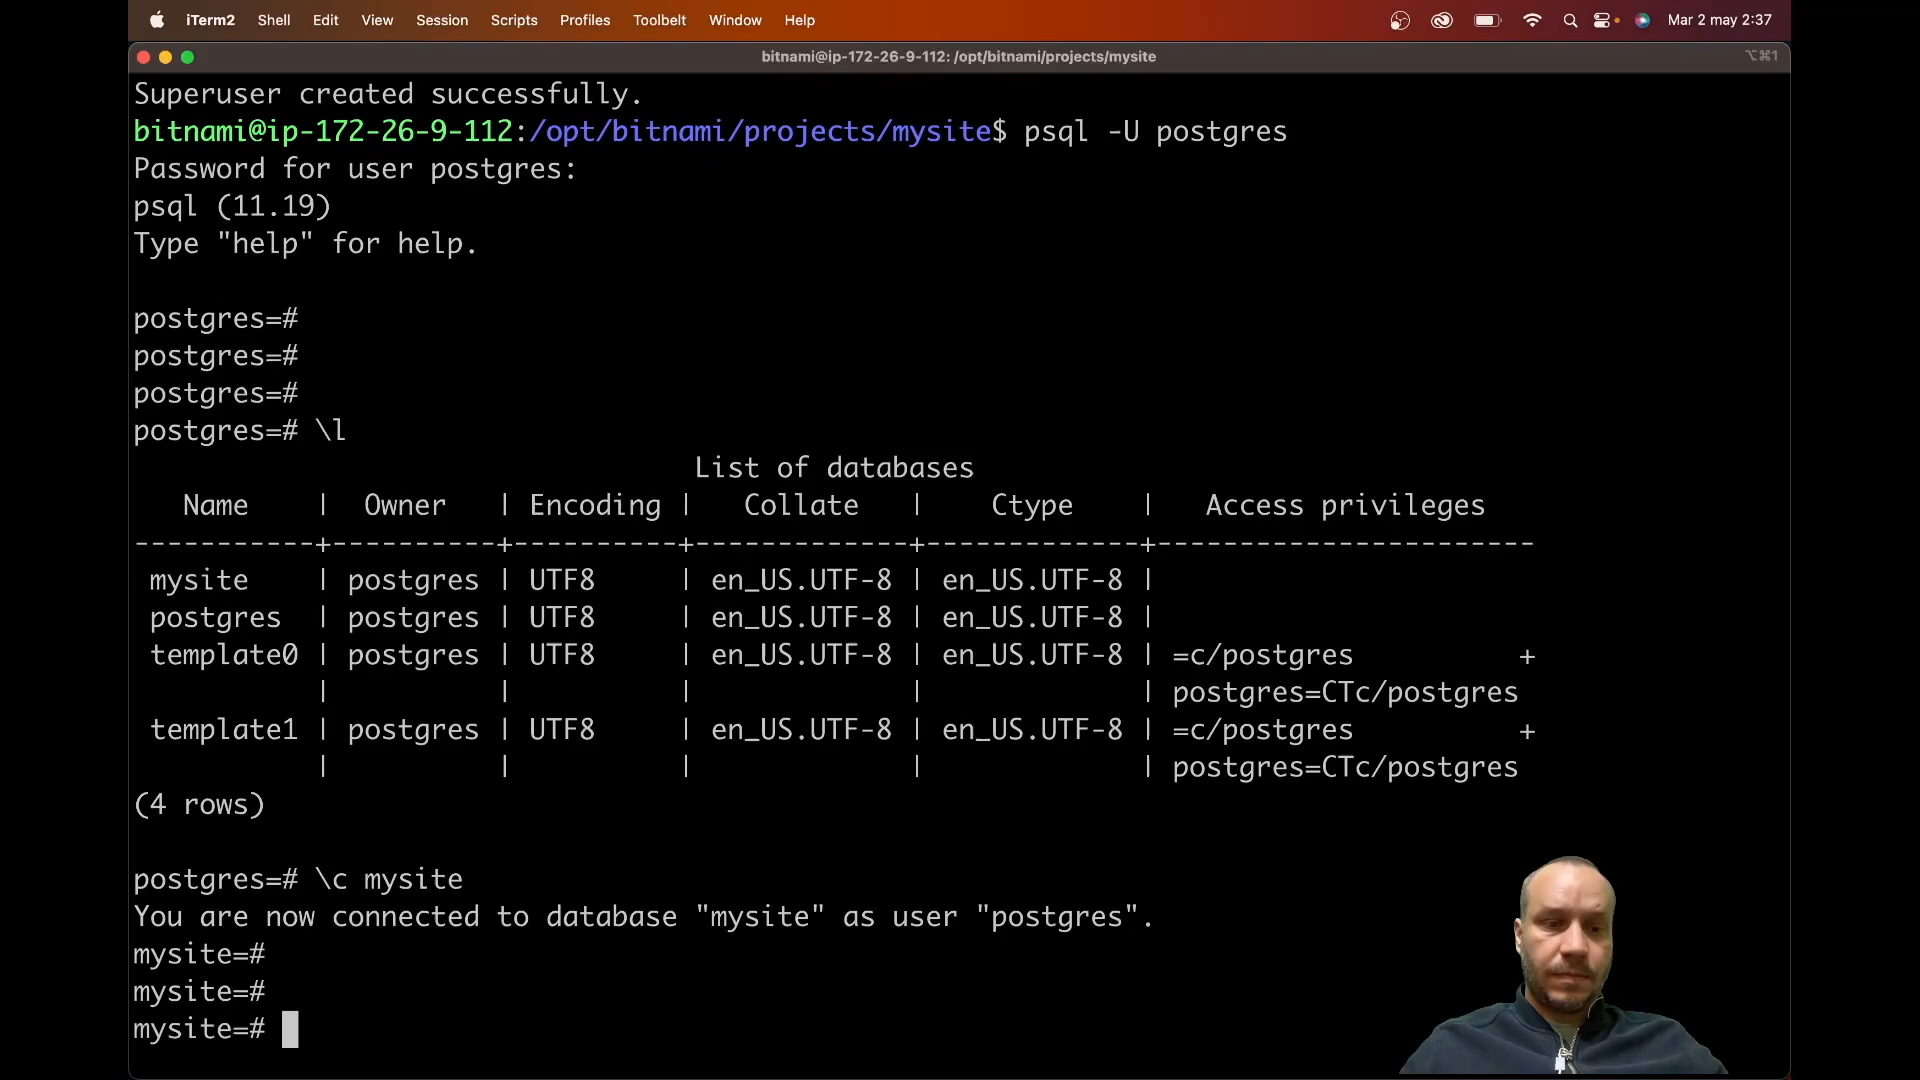 iTerm2 Shell Edit View Session Scripts Profiles Toolbelt Window Help Mar 2 may 2:37
bitnami@ip-172-26-9-112: /opt/bitnami/projects/mysite ⌥⌘1
Superuser created successfully.
bitnami@ip-172-26-9-112:/opt/bitnami/projects/mysite$ psql -U postgres
Password for user postgres:
psql (11.19)
Type "help" for help.
postgres=#
postgres=#
postgres=#
postgres=# \l
List of databases
Name | Owner | Encoding | Collate | Ctype | Access privileges
-----------+----------+----------+-------------+-------------+-----------------------
mysite | postgres | UTF8 | en_US.UTF-8 | en_US.UTF-8 |
postgres | postgres | UTF8 | en_US.UTF-8 | en_US.UTF-8 |
template0 | postgres | UTF8 | en_US.UTF-8 | en_US.UTF-8 | =c/postgres +
| | | | | postgres=CTc/postgres
template1 | postgres | UTF8 | en_US.UTF-8 | en_US.UTF-8 | =c/postgres +
| | | | | postgres=CTc/postgres
(4 rows)
postgres=# \c mysite
You are now connected to database "mysite" as user "postgres".
mysite=#
mysite=#
mysite=#